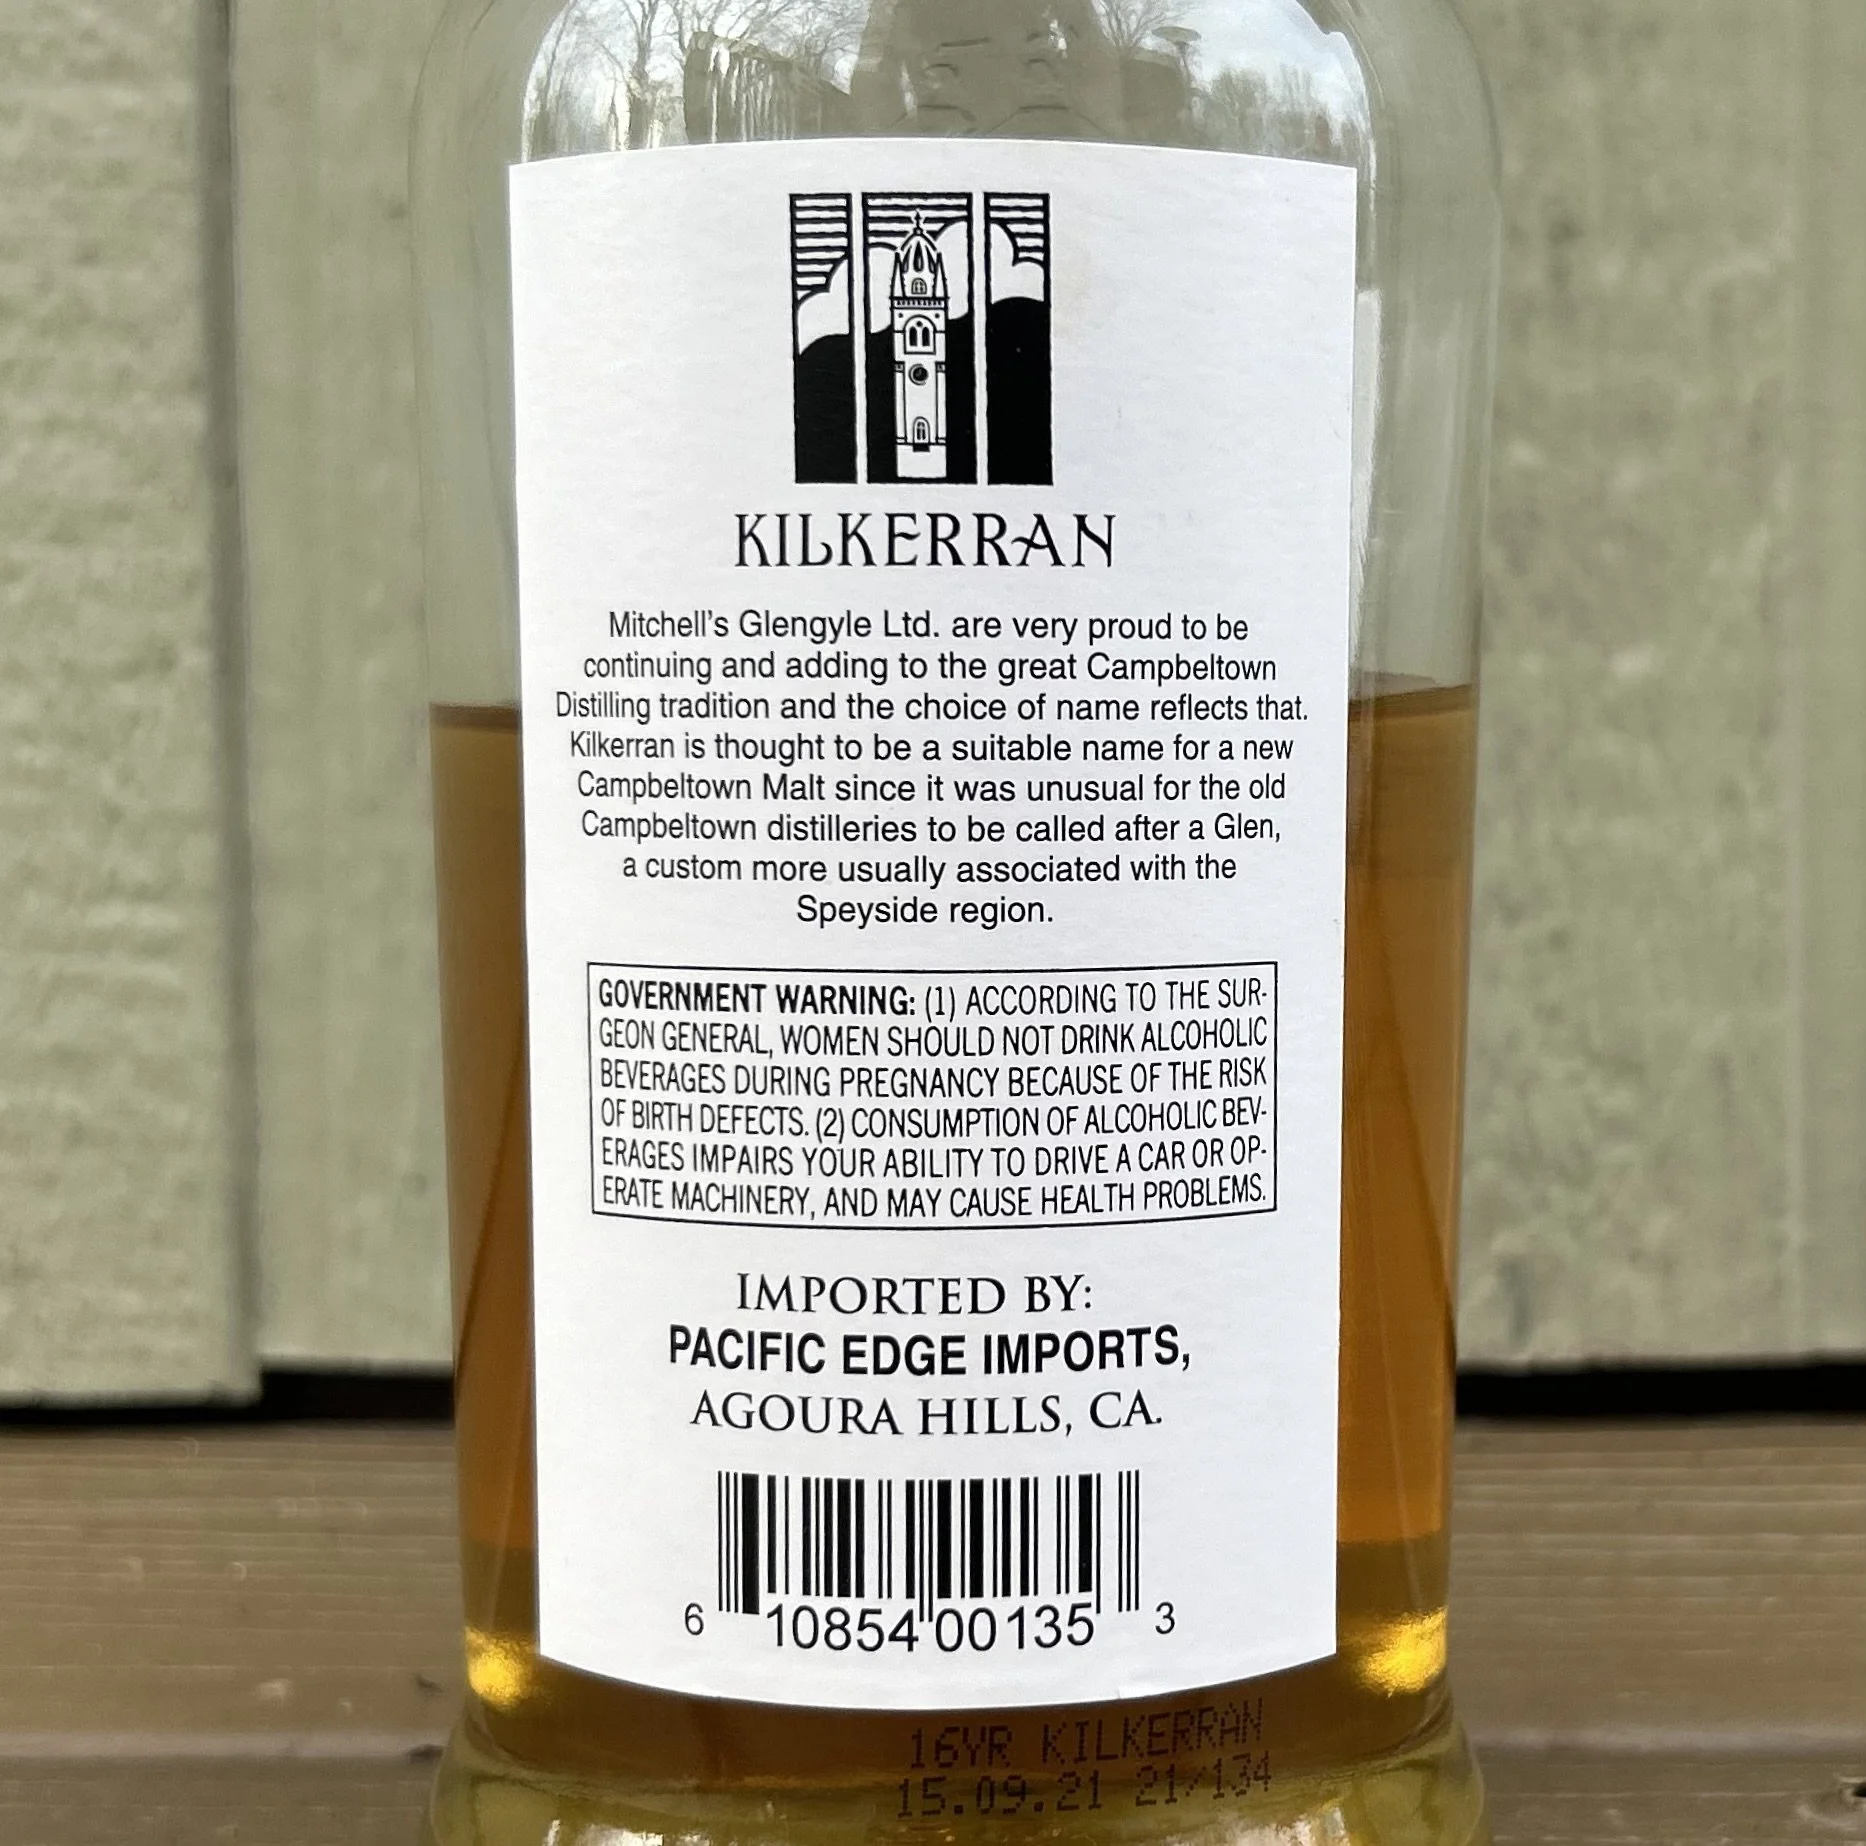 KILKERRAN
Mitchell's Glengyle Ltd. are very proud to be
continuing and adding to the great Campbeltown
Distilling tradition and the choice of name reflects that.
Kilkerran is thought to be a suitable name for a new
Campbeltown Malt since it was unusual for the old
Campbeltown distilleries to be called after a Glen,
a custom more usually associated with the
Speyside region.
GOVERNMENT WARNING: (1) ACCORDING TO THE SUR-
GEON GENERAL, WOMEN SHOULD NOT DRINK ALCOHOLIC
BEVERAGES DURING PREGNANCY BECAUSE OF THE RISK
OF BIRTH DEFECTS. (2) CONSUMPTION OF ALCOHOLIC BEV-
ERAGES IMPAIRS YOUR ABILITY TO DRIVE A CAR OR OP-
ERATE MACHINERY, AND MAY CAUSE HEALTH PROBLEMS.
IMPORTED BY:
PACIFIC EDGE IMPORTS,
AGOURA HILLS, CA.
6 10854 00135 3
16YR KILKERRAN
15.09.21 21/134